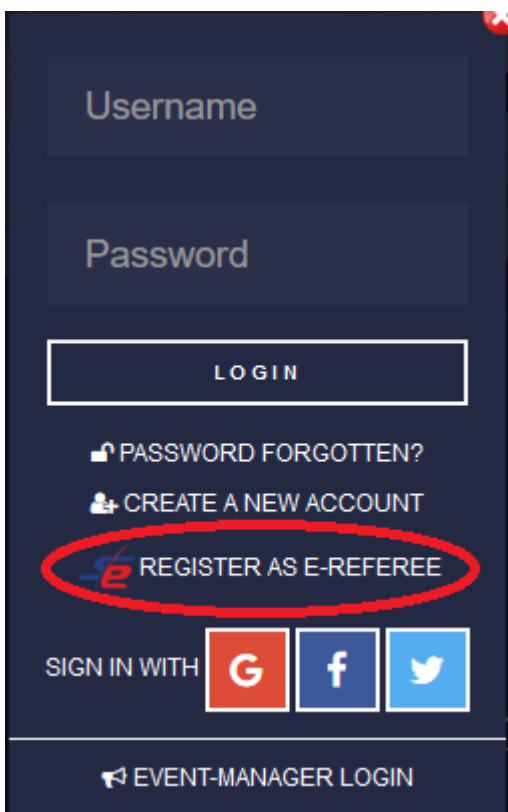 Username
Password
LOGIN
PASSWORD FORGOTTEN?
CREATE A NEW ACCOUNT
e REGISTER AS E-REFEREE
SIGN IN WITH G f
EVENT-MANAGER LOGIN